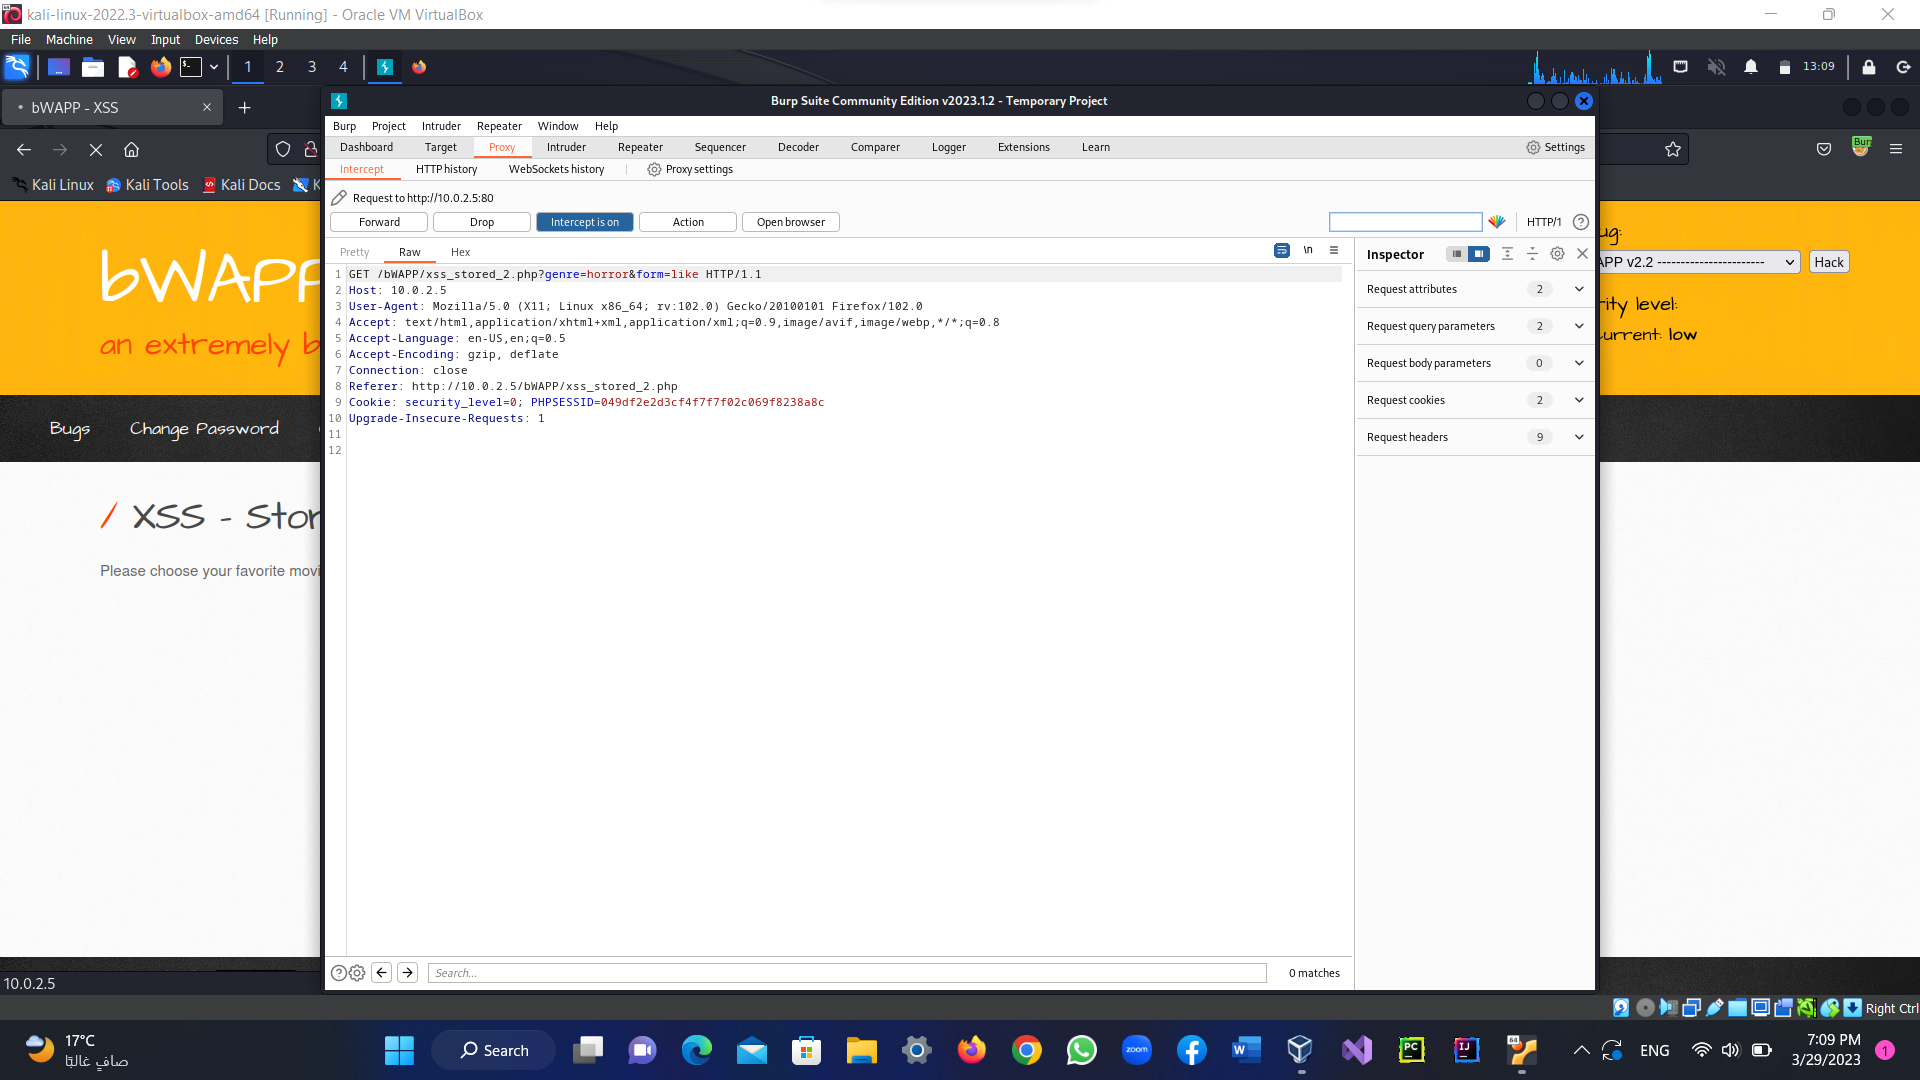 kali-linux-2022.3-virtualbox-amd64 [Running] - Oracle VM VirtualBox
File Machine View Input Devices Help
1 2 3 4 13:09
bWAPP - XSS
Burp Suite Community Edition v2023.1.2 - Temporary Project
Burp Project Intruder Repeater Window Help
Dashboard Target Proxy Intruder Repeater Sequencer Decoder Comparer Logger Extensions Learn Settings
Intercept HTTP history WebSockets history Proxy settings
Kali Linux Kali Tools Kali Docs K
Request to http://10.0.2.5:80
Forward Drop Intercept is on Action Open browser HTTP/1
Pretty Raw Hex \n
Inspector
1 GET /bWAPP/xss_stored_2.php?genre=horror&form=like HTTP/1.1
2 Host: 10.0.2.5
3 User-Agent: Mozilla/5.0 (X11; Linux x86_64; rv:102.0) Gecko/20100101 Firefox/102.0
4 Accept: text/html,application/xhtml+xml,application/xml;q=0.9,image/avif,image/webp,*/*;q=0.8
5 Accept-Language: en-US,en;q=0.5
6 Accept-Encoding: gzip, deflate
7 Connection: close
8 Referer: http://10.0.2.5/bWAPP/xss_stored_2.php
9 Cookie: security_level=0; PHPSESSID=049df2e2d3cf4f7f7f02c069f8238a8c
10 Upgrade-Insecure-Requests: 1
11
12
Request attributes 2
Request query parameters 2
Request body parameters 0
Request cookies 2
Request headers 9
bWAPP
an extremely b
ug:
APP v2.2 ----------------------- Hack
rity level:
urrent: low
Bugs Change Password
/ XSS - Stor
Please choose your favorite movi
Search... 0 matches
10.0.2.5
Right Ctrl
17°C
صافٍ غالبًا
Search
zoom
ENG
7:09 PM
3/29/2023
1